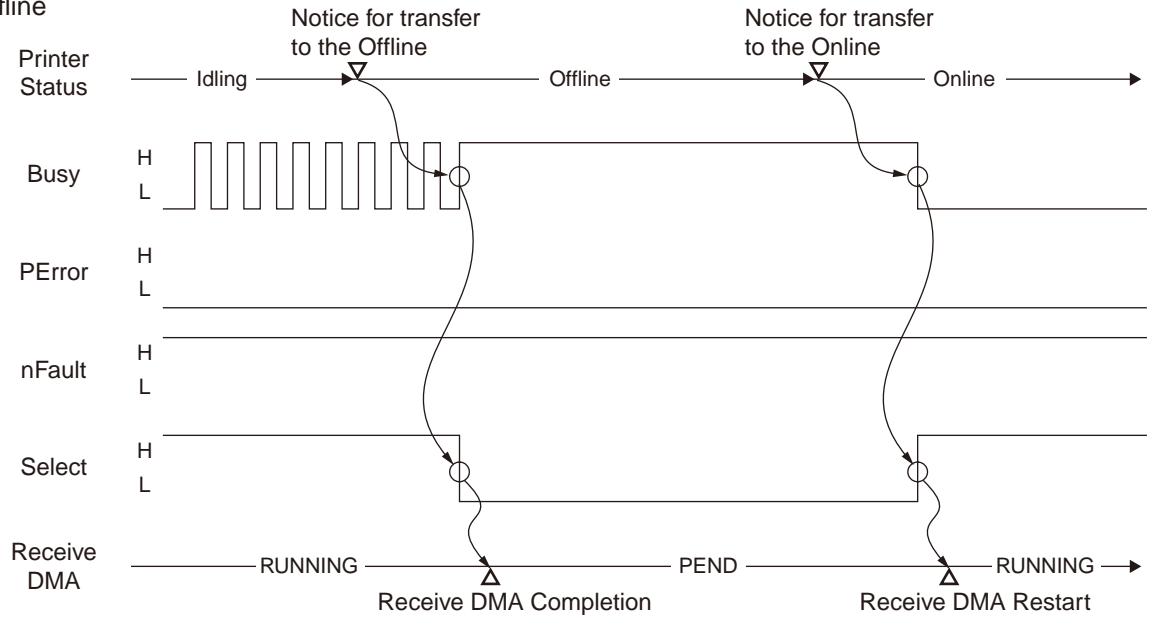 Notice for transfer
to the Offline
Notice for transfer
to the Online
Printer
Status
Idling
Offline
Online
Busy
H
L
PError
H
L
nFault
H
L
Select
H
L
Receive
DMA
RUNNING
PEND
RUNNING
Receive DMA Completion
Receive DMA Restart